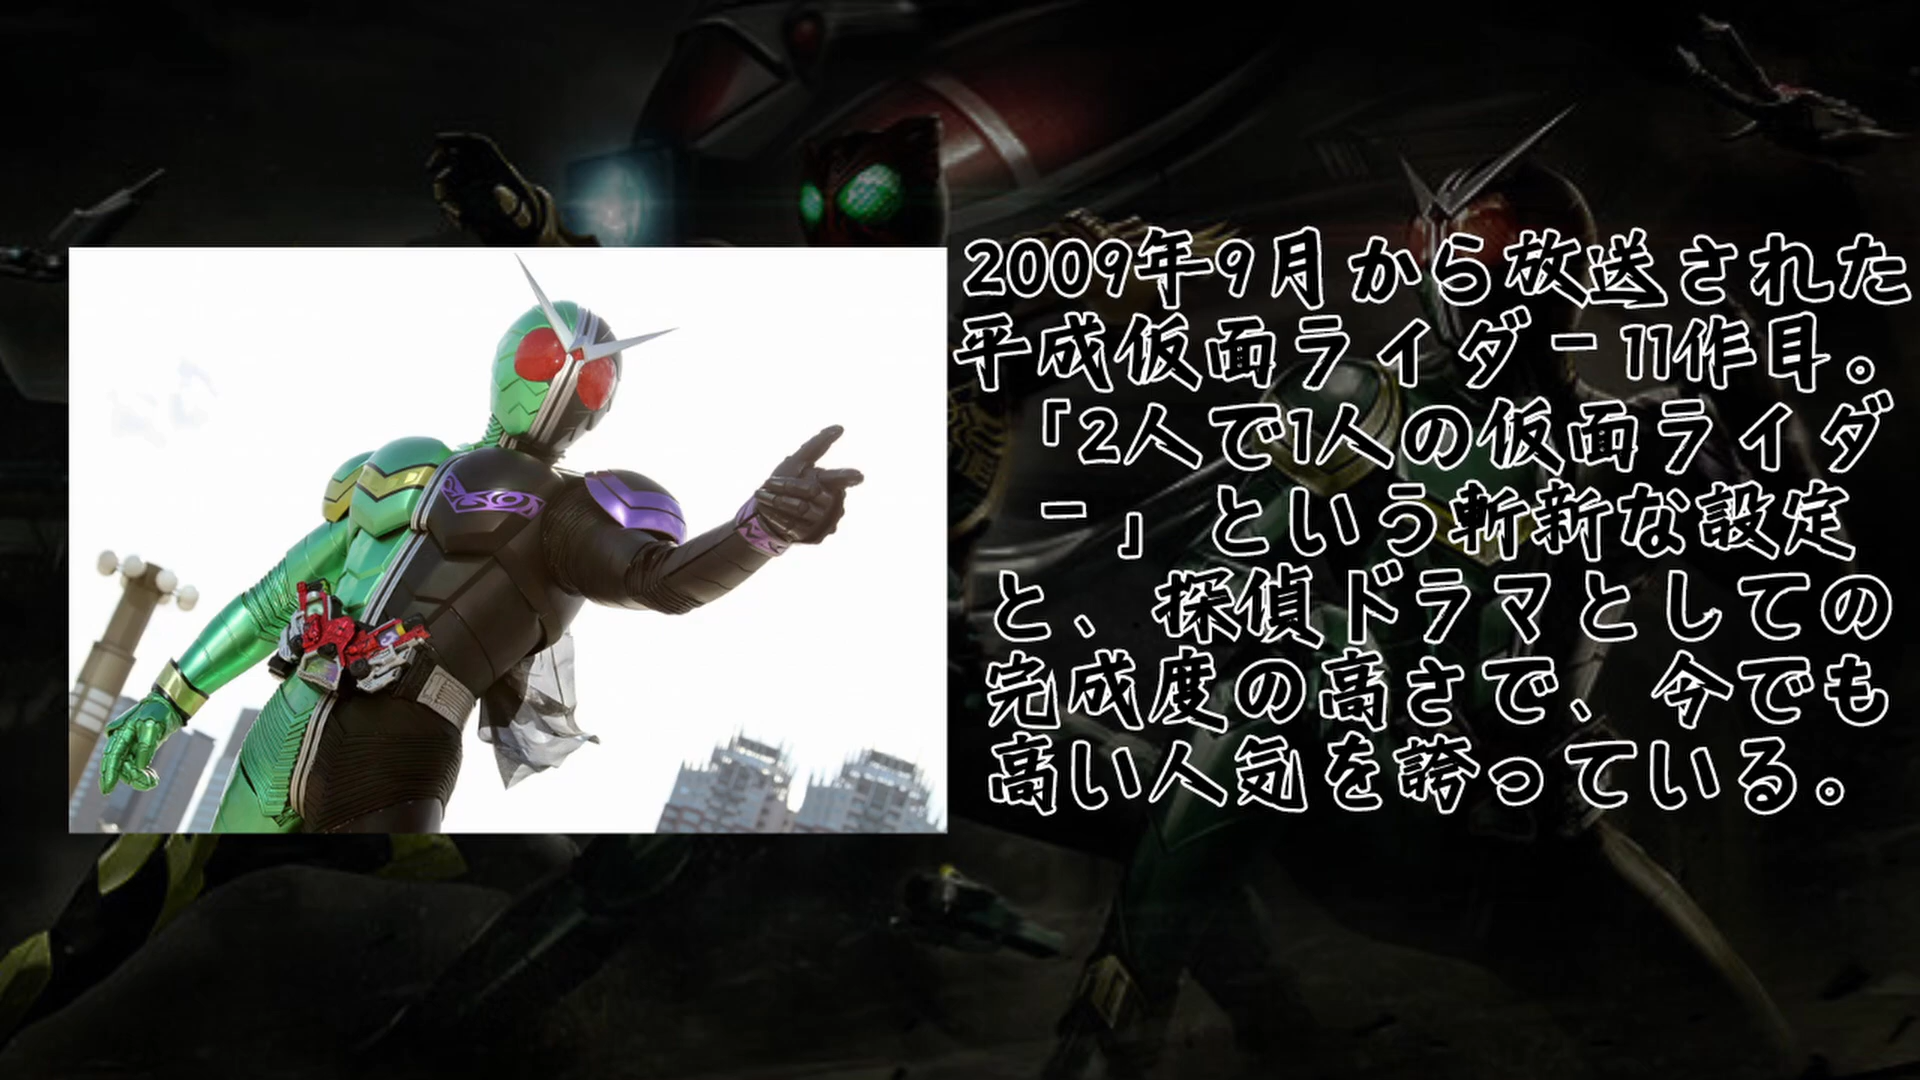 2009年9月から放送された
平成仮面ライダー11作目。
「2人で1人の仮面ライダ
ー」という斬新な設定
と、探偵ドラマとしての
完成度の高さで、今でも
高い人気を誇っている。